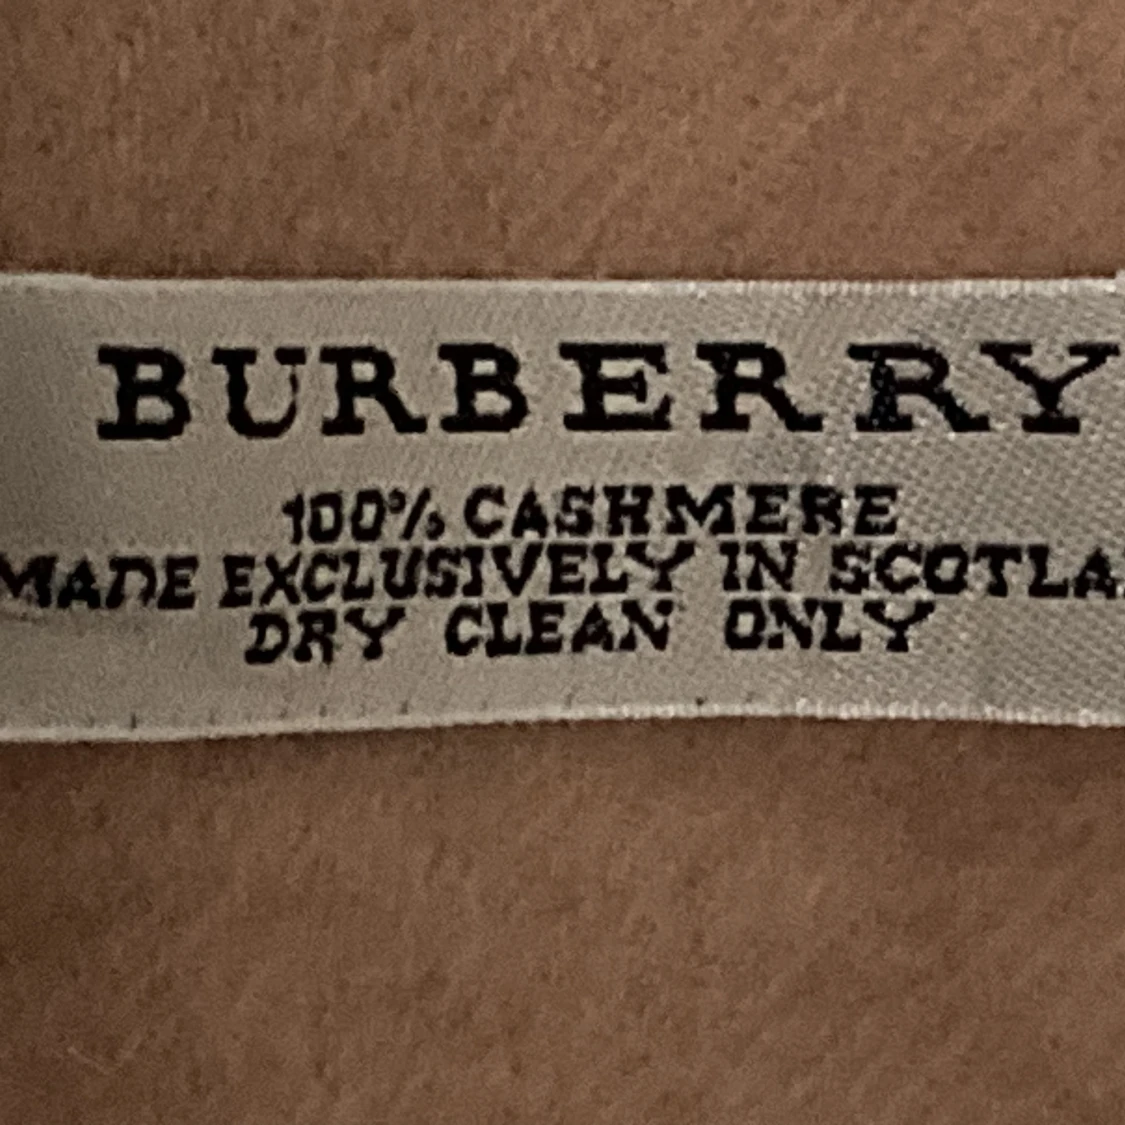 BURBERRY
100% CASHMERE
MADE EXCLUSIVELY IN SCOTLA
DRY CLEAN ONLY